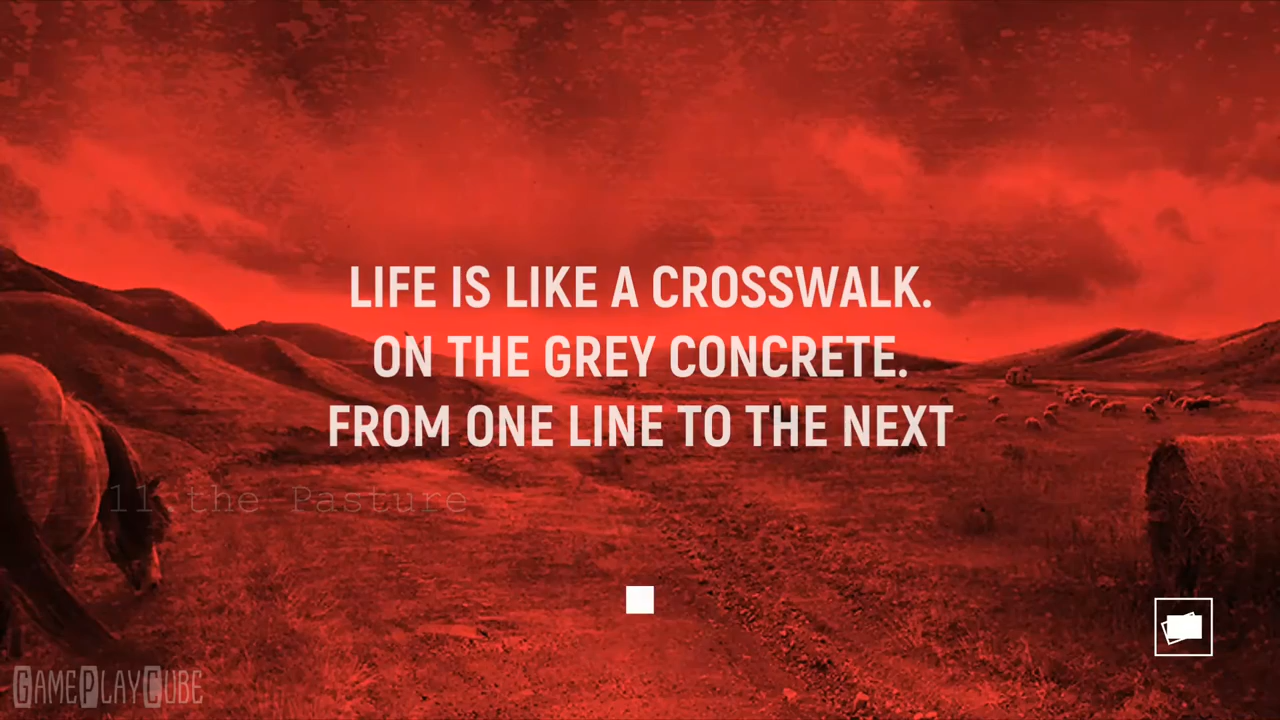 LIFE IS LIKE A CROSSWALK.
ON THE GREY CONCRETE.
FROM ONE LINE TO THE NEXT
11.the Pasture
GAMEPLAYCUBE